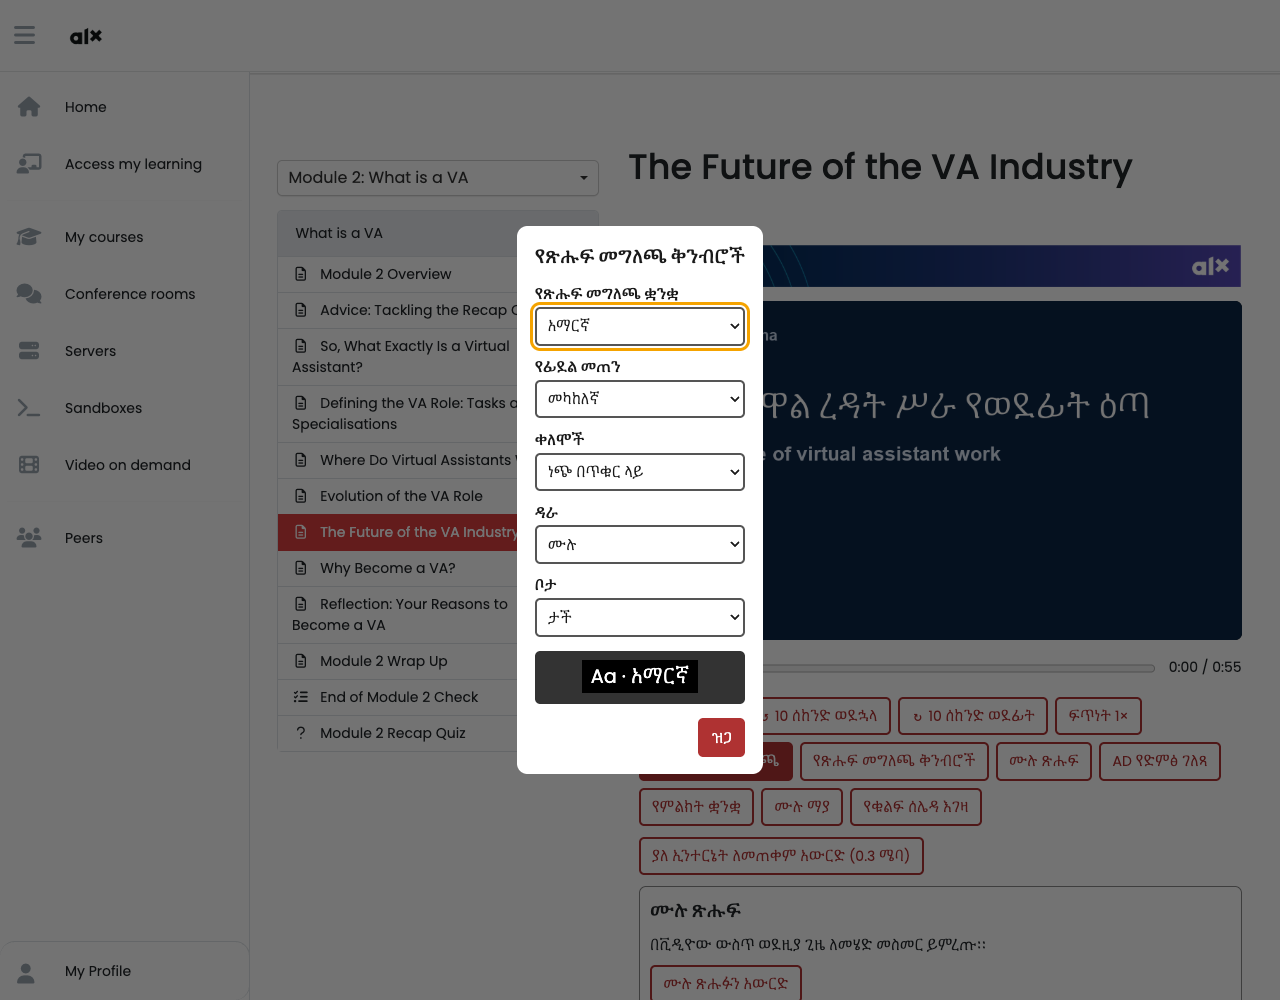 alx
Home
Access my learning
My courses
Conference rooms
Servers
Sandboxes
Video on demand
Peers
My Profile
Module 2: What is a VA
What is a VA
Module 2 Overview
Advice: Tackling the Recap
So, What Exactly Is a Virtual
Assistant?
Defining the VA Role: Tasks
Specialisations
Where Do Virtual Assistants
Evolution of the VA Role
The Future of the VA Industry
Why Become a VA?
Reflection: Your Reasons to
Become a VA
Module 2 Wrap Up
End of Module 2 Check
? Module 2 Recap Quiz
The Future of the VA Industry
alx
ረዳት ሥራ የወደፊት ዕጣ
of virtual assistant work
0:00 / 0:55
የጽሑፍ መግለጫ ቅንብሮች
የጽሑፍ መግለጫ ቋንቋ
አማርኛ
የፊደል መጠን
መካከለኛ
ቀለሞች
ነጭ በጥቁር ላይ
ዳራ
ሙሉ
ቦታ
ታች
Aa · አማርኛ
ዝጋ
↻ 10 ሰከንድ ወደኋላ
↻ 10 ሰከንድ ወደፊት
ፍጥነት 1×
የጽሑፍ መግለጫ ቅንብሮች
ሙሉ ጽሑፍ
AD የድምፅ ገለጻ
የምልክት ቋንቋ
ሙሉ ማያ
የቁልፍ ሰሌዳ እገዛ
ያለ ኢንተርኔት ለመጠቀም አውርድ (0.3 ሜባ)
ሙሉ ጽሑፍ
በቪዲዮው ውስጥ ወደዚያ ጊዜ ለመሄድ መስመር ይምረጡ።
ሙሉ ጽሑፉን አውርድ